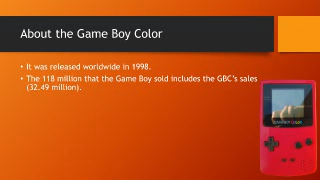 About the Game Boy Color
• It was released worldwide in 1998.
• The 118 million that the Game Boy sold includes the GBC's sales
(32.49 million).